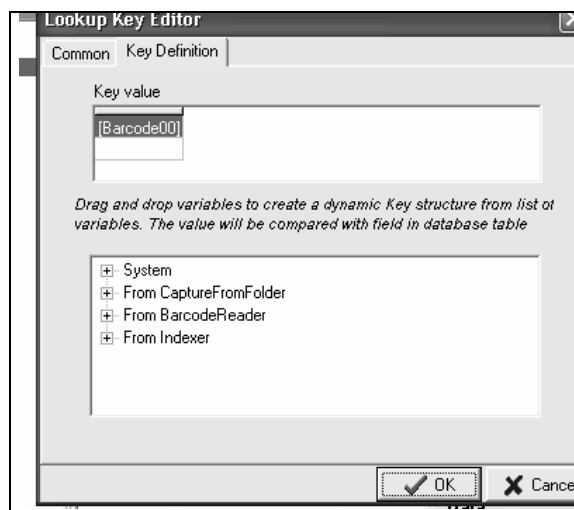 Lookup Key Editor
Common Key Definition
Key value
[Barcode00]
Drag and drop variables to create a dynamic Key structure from list of
variables. The value will be compared with field in database table
System
From CaptureFromFolder
From BarcodeReader
From Indexer
OK Cance